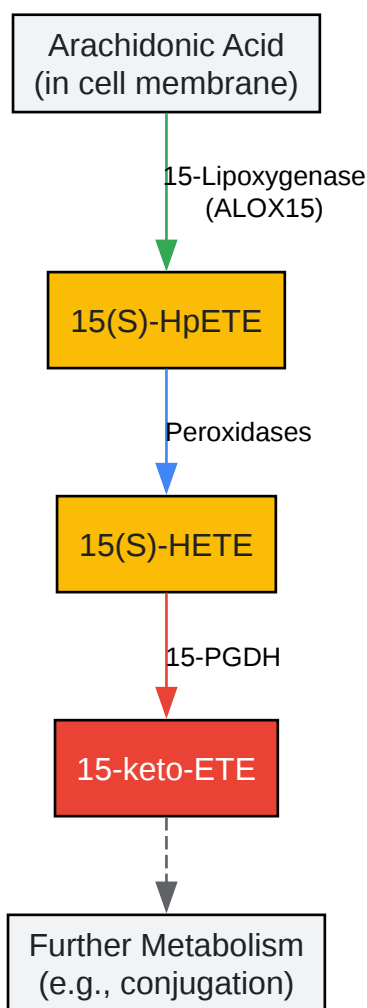 Arachidonic Acid
(in cell membrane)
15-Lipoxygenase
(ALOX15)
15(S)-HpETE
Peroxidases
15(S)-HETE
15-PGDH
15-keto-ETE
Further Metabolism
(e.g., conjugation)